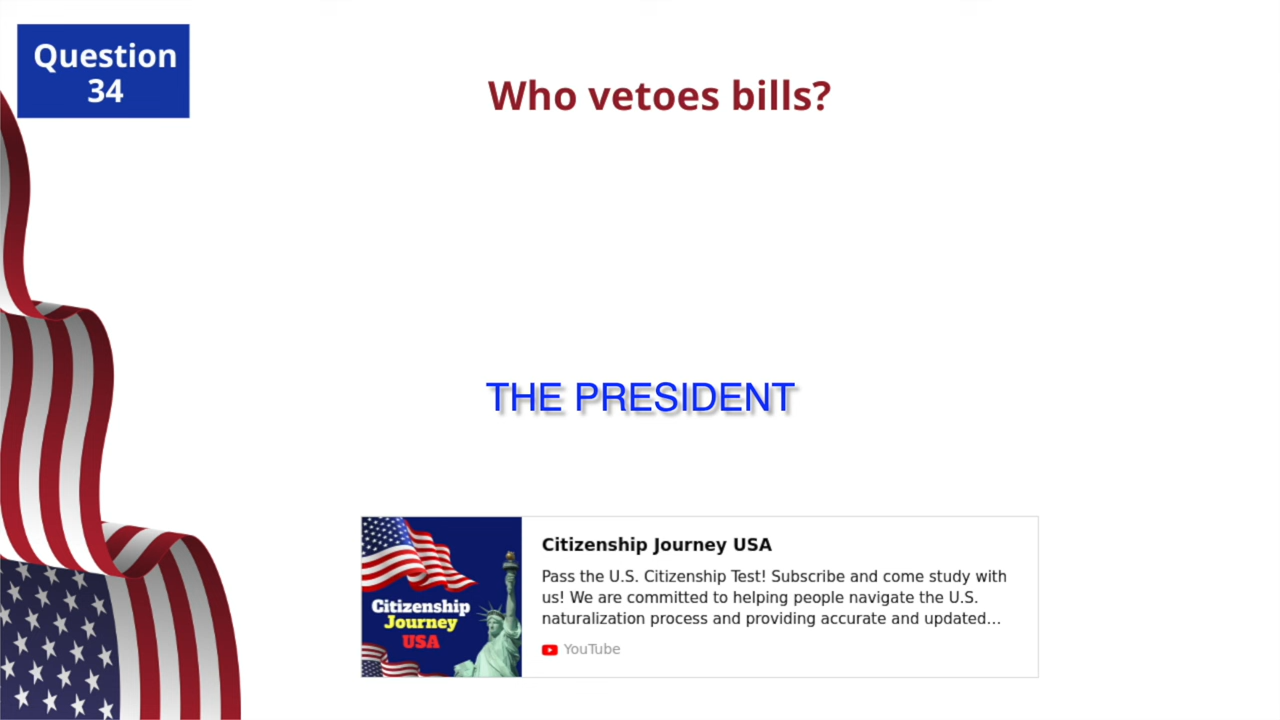 Question
34
Who vetoes bills?
THE PRESIDENT
Citizenship
Journey
USA
Citizenship Journey USA
Pass the U.S. Citizenship Test! Subscribe and come study with
us! We are committed to helping people navigate the U.S.
naturalization process and providing accurate and updated...
YouTube